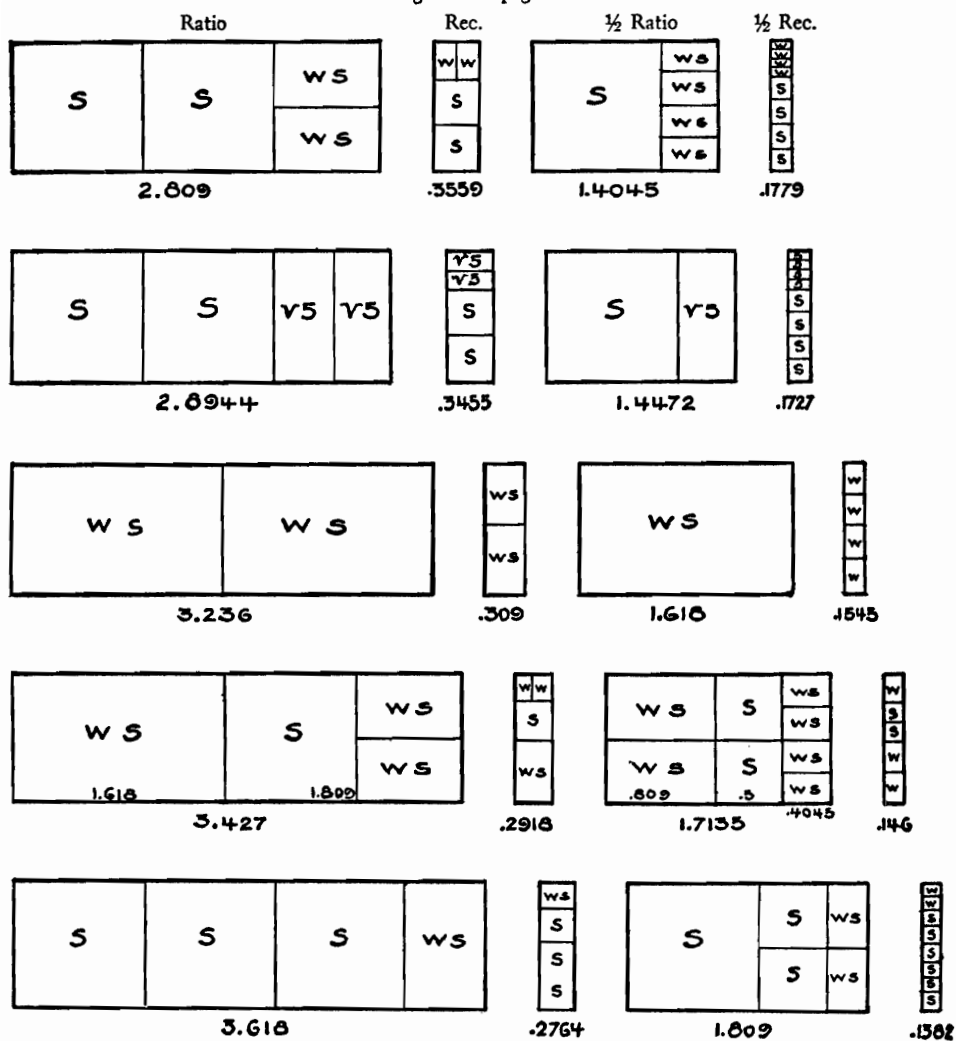 Ratio Rec. ½ Ratio ½ Rec.
S S WS WS
W W S S
S WS WS WS WS
W W W W S S S S
2.809 .3559 1.4045 .1779
S S √5 √5
√5 √5 S S
S √5
S S S S
2.8944 .3455 1.4472 .1727
WS WS
WS WS
WS
W W W W
3.236 .309 1.618 .1545
WS S WS WS
1.618 1.809
W W S WS
WS S WS WS
WS S WS WS
.809 .5 .4045
W S S W W
3.427 .2918 1.7135 .146
S S S WS
WS S S S
S S WS
S WS
W W S S S S S S
3.618 .2764 1.809 .1382